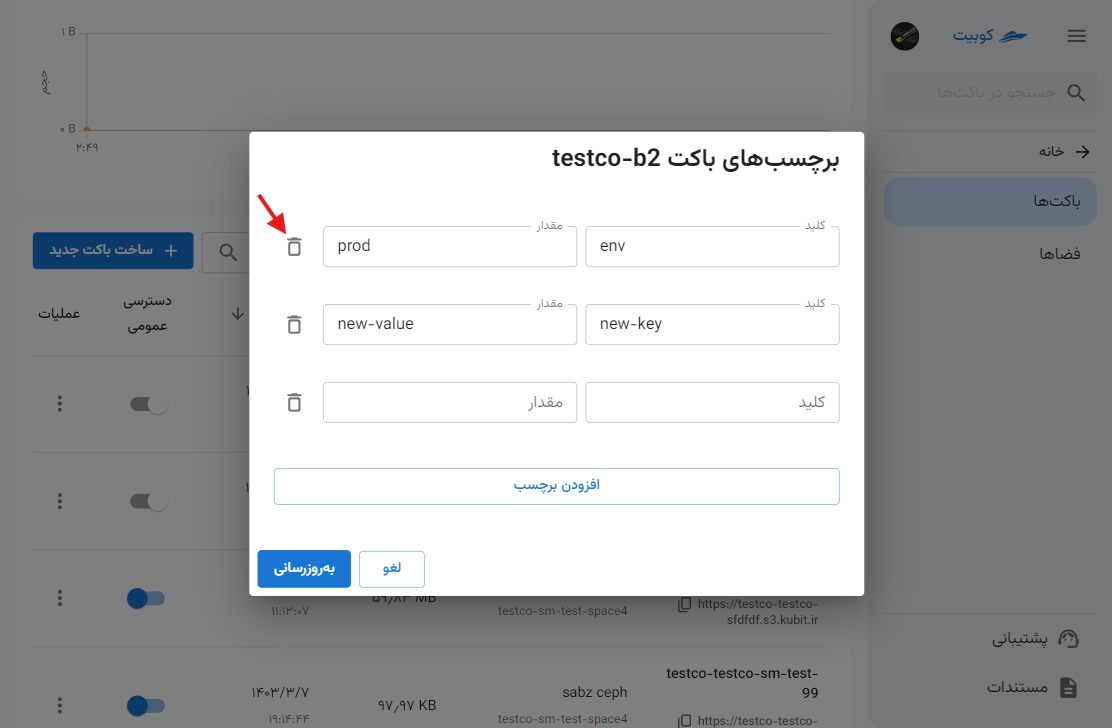 کوبیت
جستجو در باکت‌ها
خانه
باکت‌ها
فضاها
پشتیبانی
مستندات
۱ B
حجم
۰ B
۲:۴۹
ساخت باکت جدید
دسترسی عمومی
عملیات
برچسب‌های باکت testco-b2
کلید
env
مقدار
prod
کلید
new-key
مقدار
new-value
کلید
مقدار
افزودن برچسب
لغو
به‌روزرسانی
https://testco-testco-
sfdfdf.s3.kubit.ir
testco-sm-test-space4
۵۹٫۸۳ MB
۱۱:۱۳:۰۷
testco-testco-sm-test-
99
https://testco-testco-
sabz ceph
testco-sm-test-space4
۹۷٫۹۷ KB
۱۴۰۳/۳/۷
۱۹:۱۴:۴۴